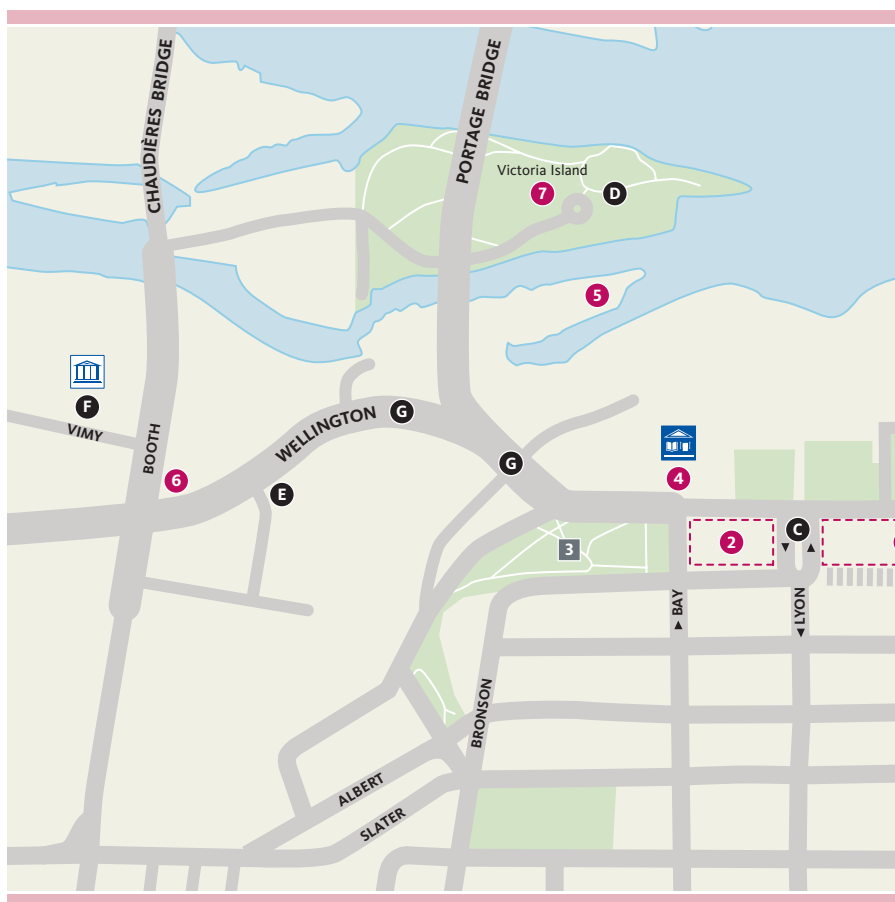 CHAUDIÈRES BRIDGE
PORTAGE BRIDGE
Victoria Island
7
D
5
F
VIMY
BOOTH
WELLINGTON
G
G
6
E
4
C
2
3
BAY
LYON
BRONSON
ALBERT
SLATER